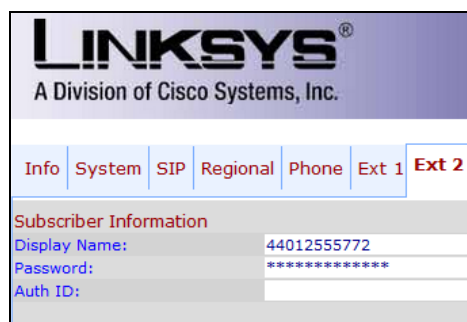 LINKSYS®
A Division of Cisco Systems, Inc.
Info System SIP Regional Phone Ext 1 Ext 2
Subscriber Information
Display Name: 44012555772
Password: *************
Auth ID: